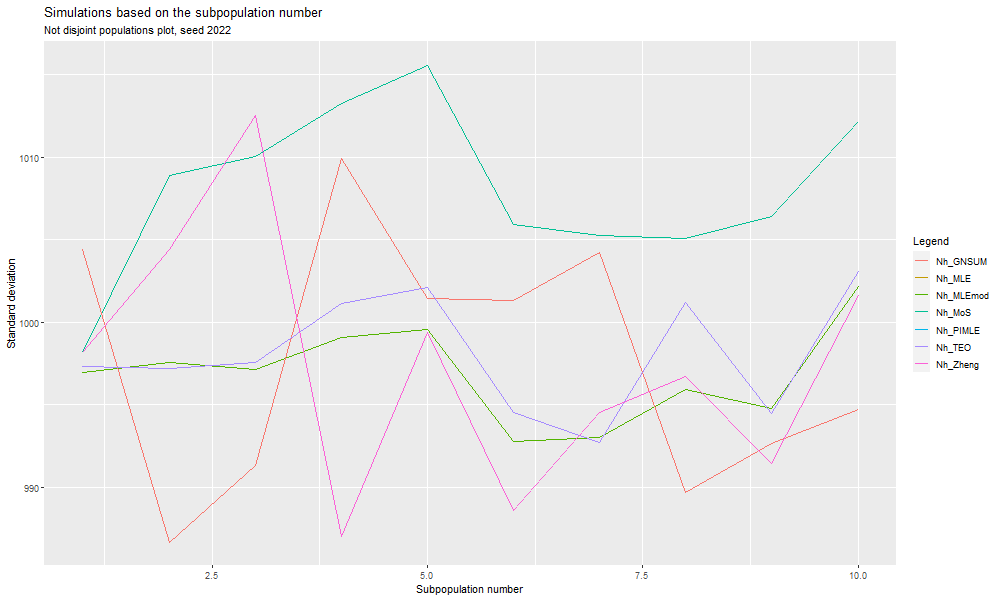 Simulations based on the subpopulation number
Not disjoint populations plot, seed 2022
Standard deviation
1010
1000
990
2.5
5.0
7.5
10.0
Subpopulation number
Legend
Nh_GNSUM
Nh_MLE
Nh_MLEmod
Nh_MoS
Nh_PIMLE
Nh_TEO
Nh_Zheng